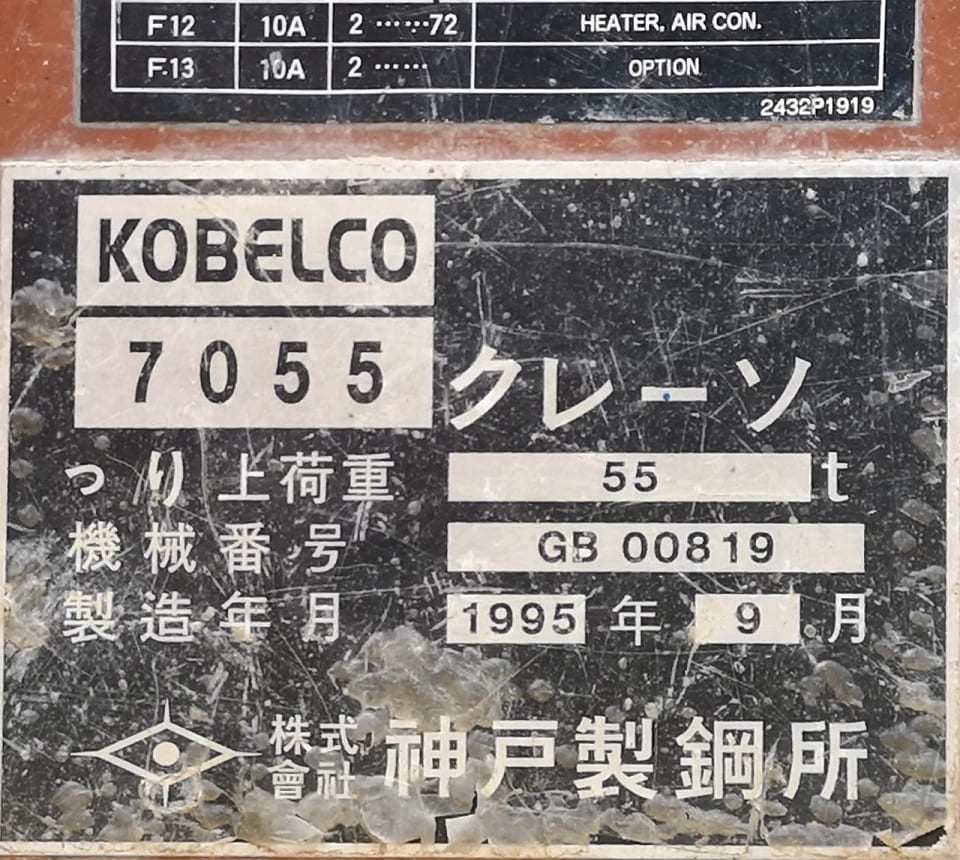 F12 10A 2 ······72 HEATER, AIR CON.
F13 10A 2 ······ OPTION
2432P1919
KOBELCO
7055 クレーン
つり上荷重 55 t
機械番号 GB 00819
製造年月 1995 年 9 月
株式會社 神戸製鋼所